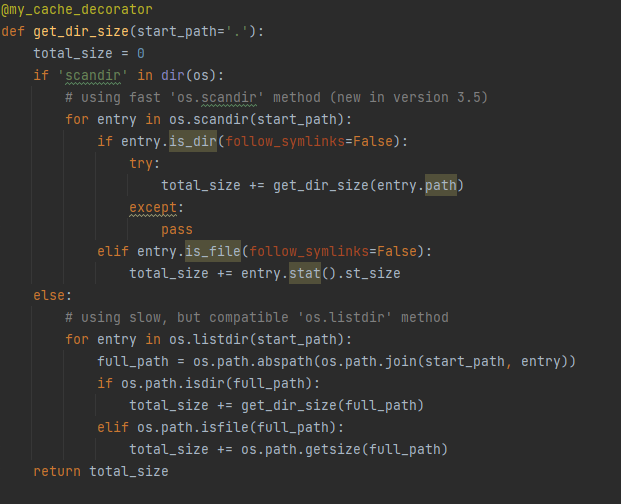 @my_cache_decorator
def get_dir_size(start_path='.'):
    total_size = 0
    if 'scandir' in dir(os):
        # using fast 'os.scandir' method (new in version 3.5)
        for entry in os.scandir(start_path):
            if entry.is_dir(follow_symlinks=False):
                try:
                    total_size += get_dir_size(entry.path)
                except:
                    pass
            elif entry.is_file(follow_symlinks=False):
                total_size += entry.stat().st_size
    else:
        # using slow, but compatible 'os.listdir' method
        for entry in os.listdir(start_path):
            full_path = os.path.abspath(os.path.join(start_path, entry))
            if os.path.isdir(full_path):
                total_size += get_dir_size(full_path)
            elif os.path.isfile(full_path):
                total_size += os.path.getsize(full_path)
    return total_size